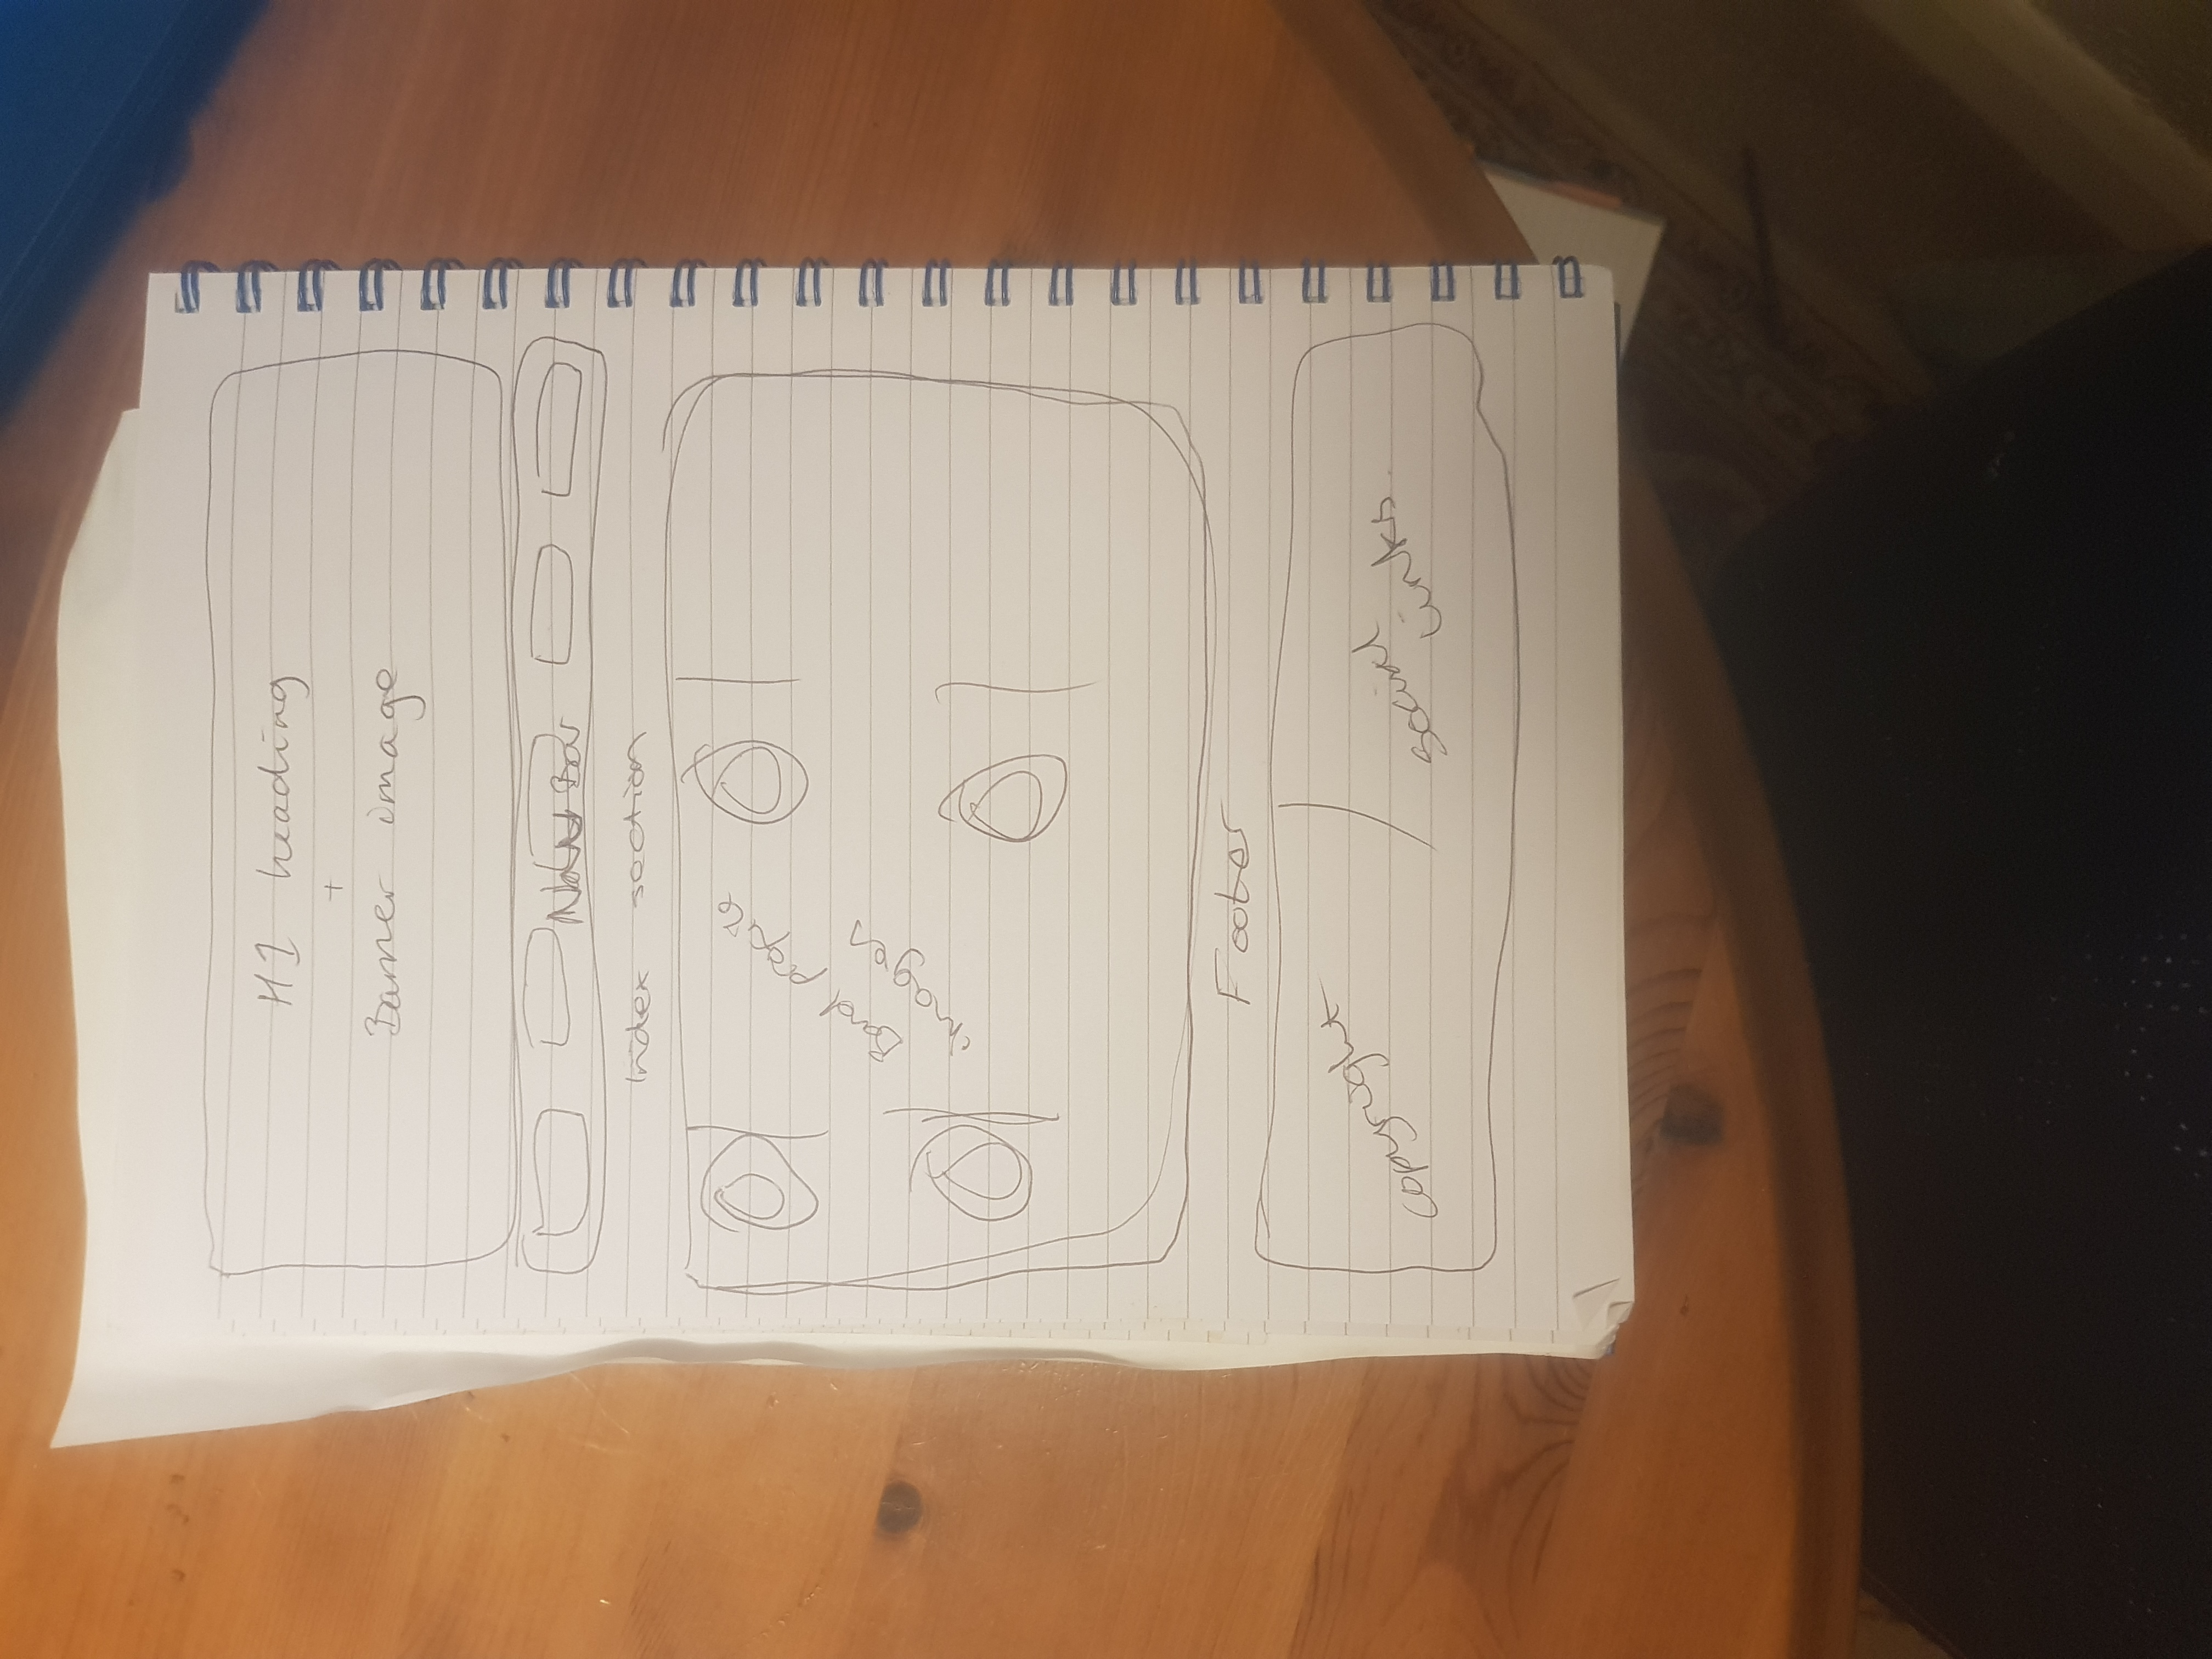 H1 heading
+
Banner image
Nav Bar
Index section
Band profile
images
Footer
copyright
social
links